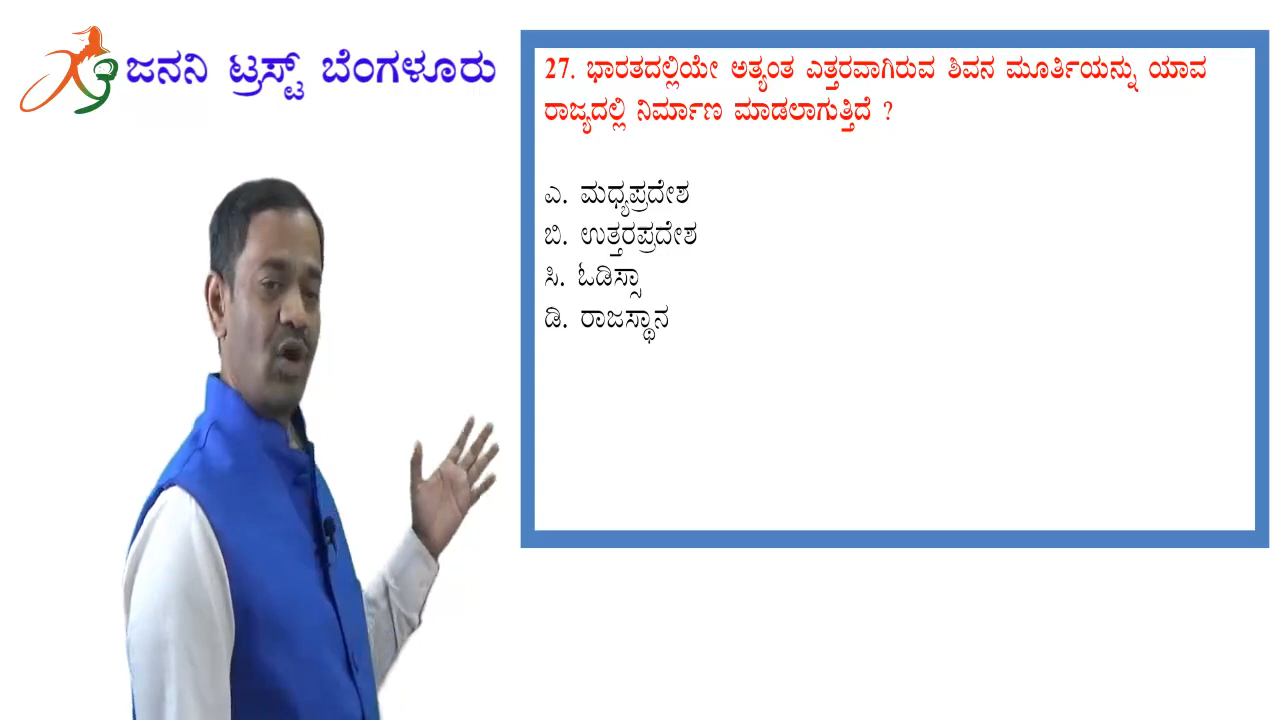 ಜನನಿ ಟ್ರಸ್ಟ್ ಬೆಂಗಳೂರು
27. ಭಾರತದಲ್ಲಿಯೇ ಅತ್ಯಂತ ಎತ್ತರವಾಗಿರುವ ಶಿವನ ಮೂರ್ತಿಯನ್ನು ಯಾವ
ರಾಜ್ಯದಲ್ಲಿ ನಿರ್ಮಾಣ ಮಾಡಲಾಗುತ್ತಿದೆ ?
ಎ. ಮಧ್ಯಪ್ರದೇಶ
ಬಿ. ಉತ್ತರಪ್ರದೇಶ
ಸಿ. ಓಡಿಸ್ಸಾ
ಡಿ. ರಾಜಸ್ಥಾನ